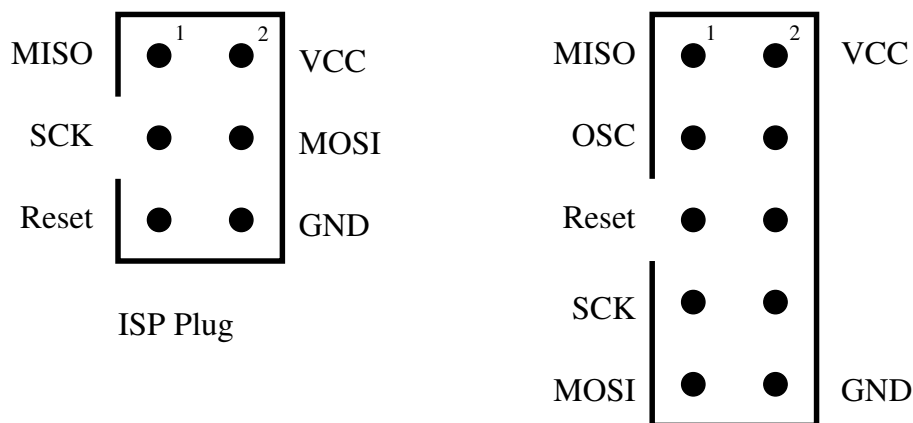 MISO 1 2 VCC
SCK MOSI
Reset GND
ISP Plug
MISO 1 2 VCC
OSC
Reset
SCK
MOSI GND